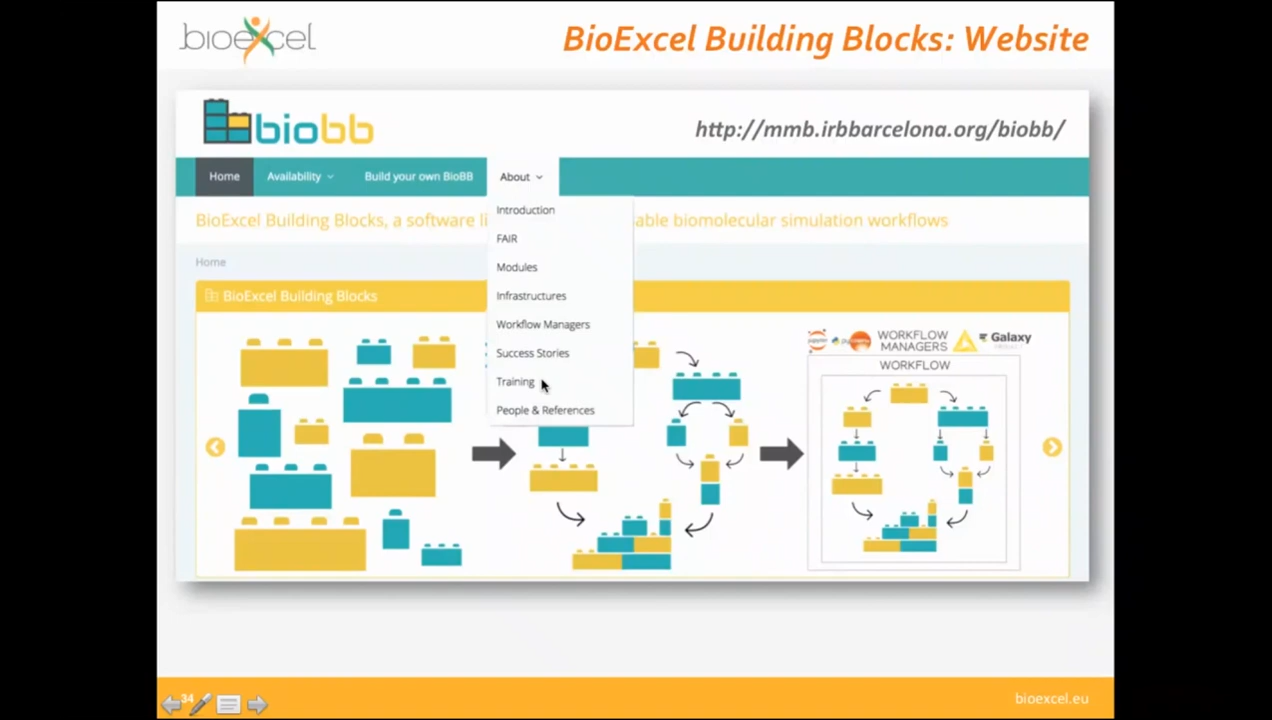 bioexcel
BioExcel Building Blocks: Website
biobb
http://mmb.irbbarcelona.org/biobb/
Home
Availability
Build your own BioBB
About
Introduction
FAIR
Modules
Infrastructures
Workflow Managers
Success Stories
Training
People & References
BioExcel Building Blocks, a software li
able biomolecular simulation workflows
Home
BioExcel Building Blocks
WORKFLOW
MANAGERS
Galaxy
WORKFLOW
34
bioexcel.eu